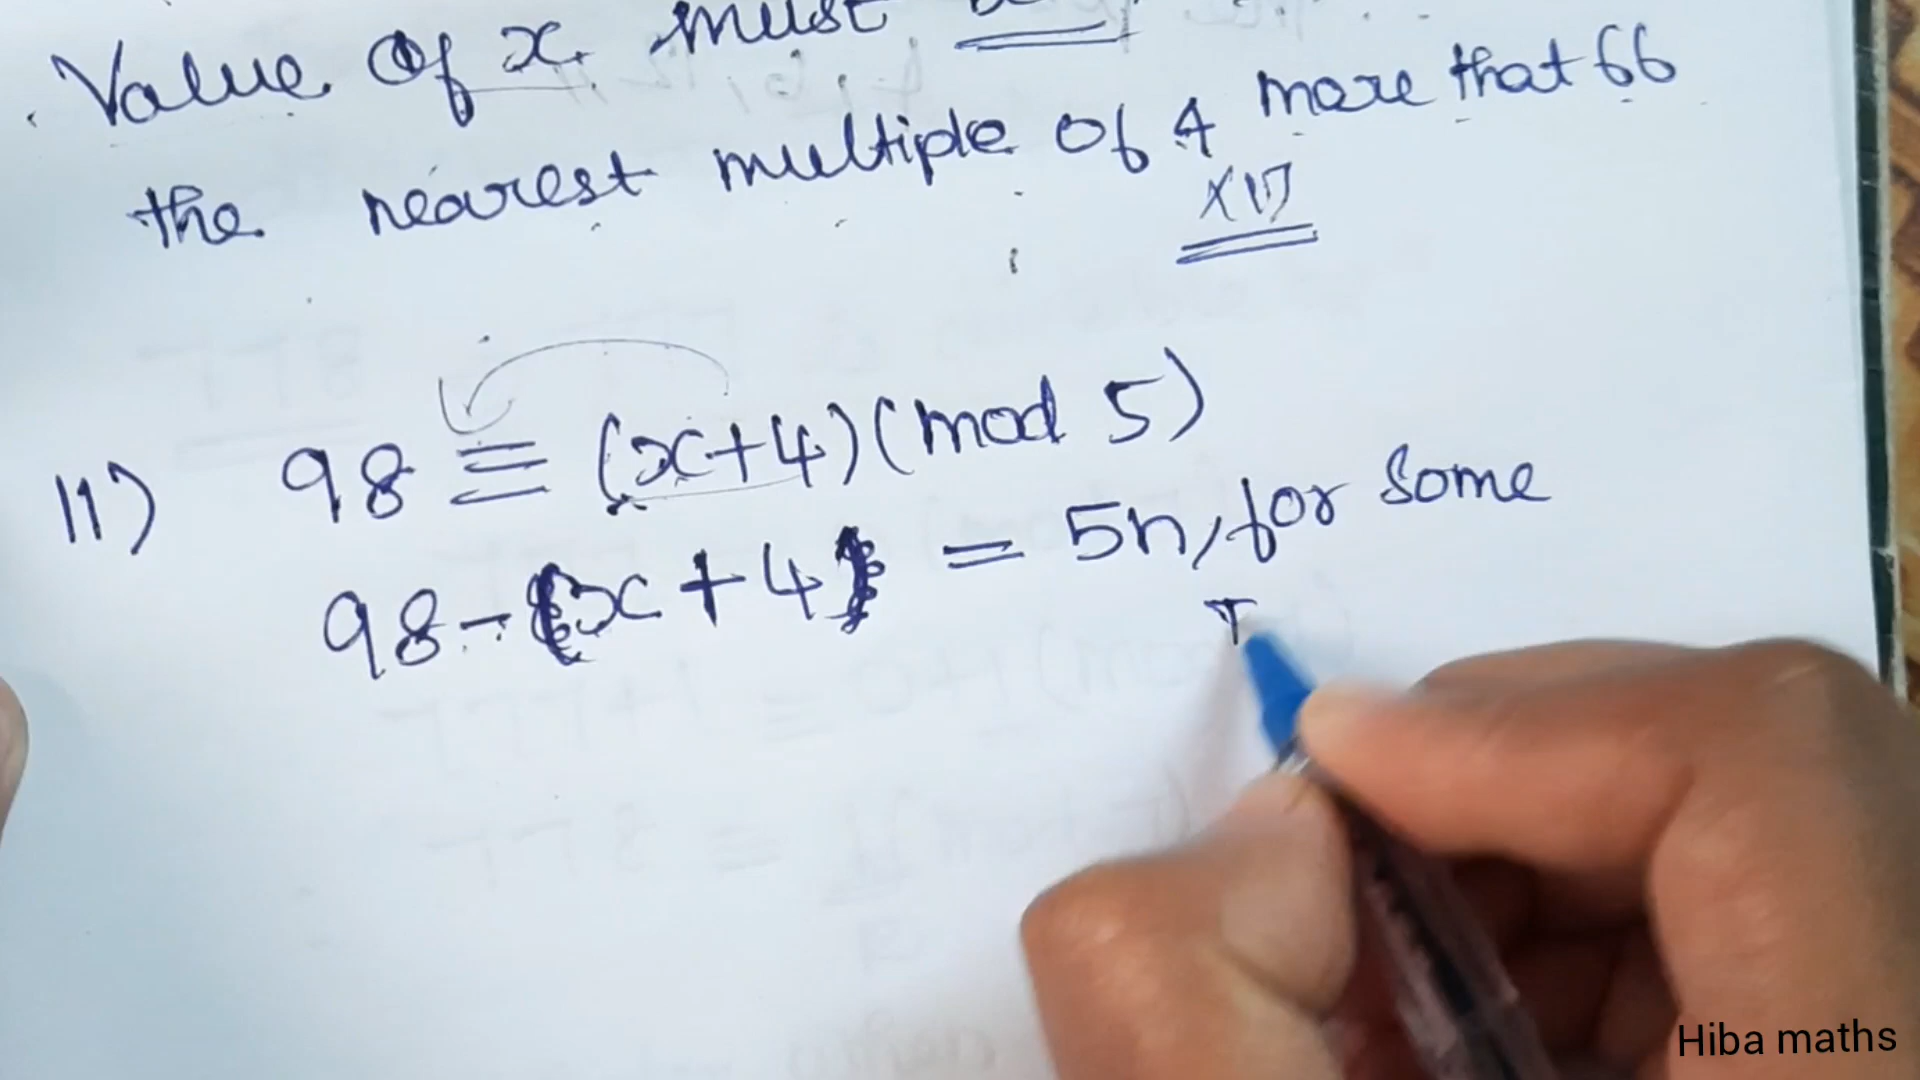 Value of x must
the nearest multiple of 4 more that 66
x 17
11) 98 ≡ (x+4) (mod 5)
98 - (x + 4) = 5n, for some
Hiba maths